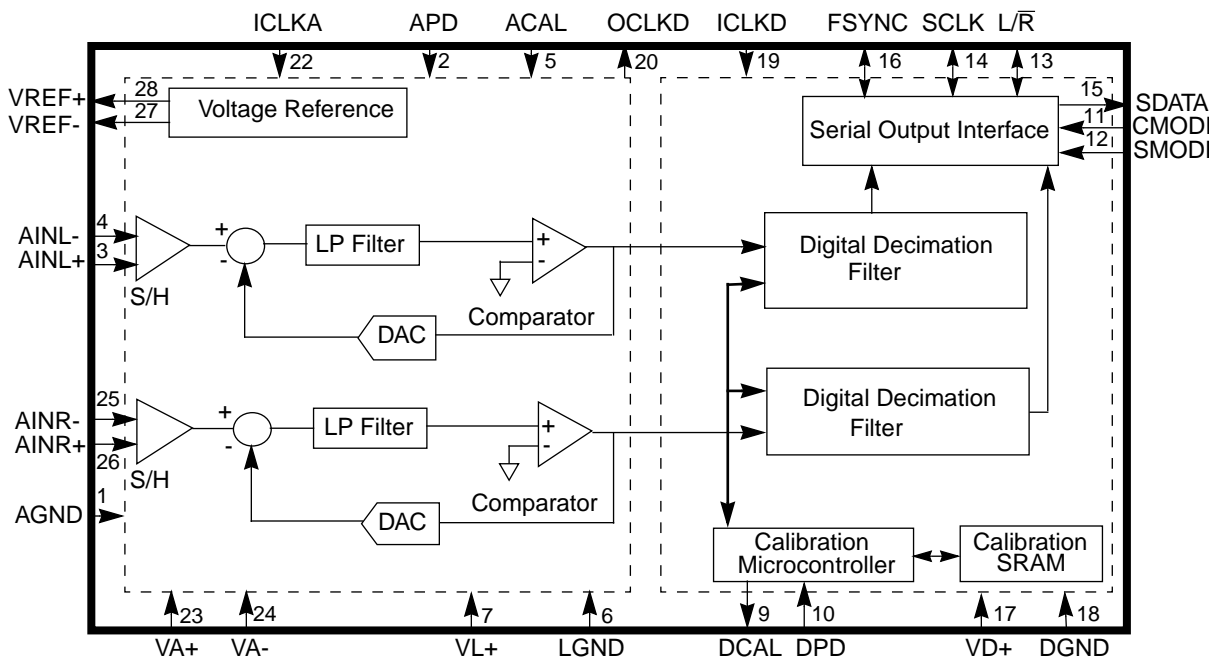 ICLKA APD ACAL OCLKD ICLKD FSYNC SCLK L/R̅
22 2 5 20 19 16 14 13
VREF+ 28
VREF- 27
Voltage Reference
Serial Output Interface
15 SDATA
11 CMODE
12 SMODE
AINL- 4
AINL+ 3
S/H
+
-
LP Filter
+
-
Comparator
DAC
Digital Decimation
Filter
AINR- 25
AINR+ 26
S/H
+
-
LP Filter
+
-
Comparator
DAC
Digital Decimation
Filter
AGND 1
Calibration
Microcontroller
Calibration
SRAM
23 24 7 6 9 10 17 18
VA+ VA- VL+ LGND DCAL DPD VD+ DGND